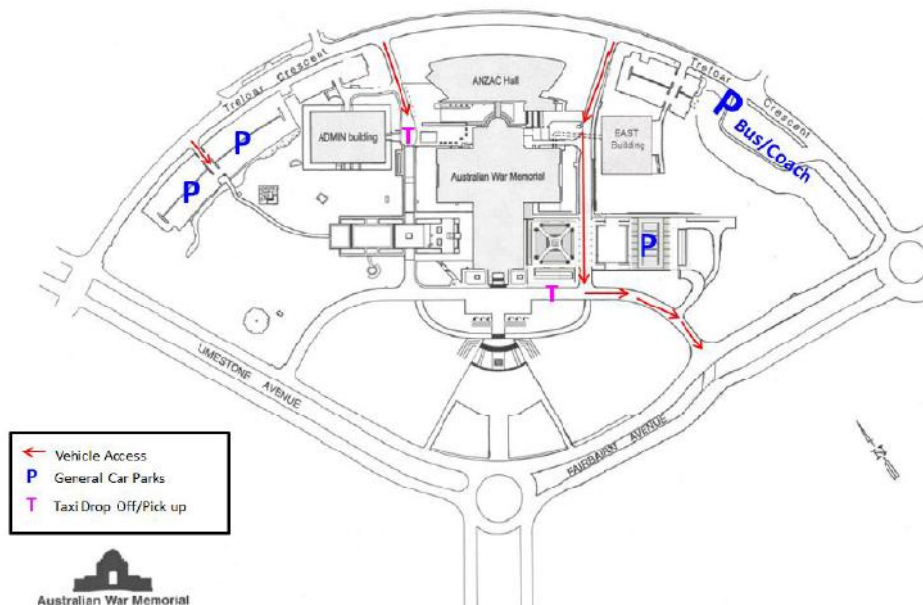 Treloar Crescent
Treloar
Crescent
ANZAC Hall
P
Bus/Coach
P
ADMIN building
T
EAST
Building
P
Australian War Memorial
P
T
LIMESTONE AVENUE
FAIRBAIRN AVENUE
Vehicle Access
P General Car Parks
T Taxi Drop Off/Pick up
Australian War Memorial